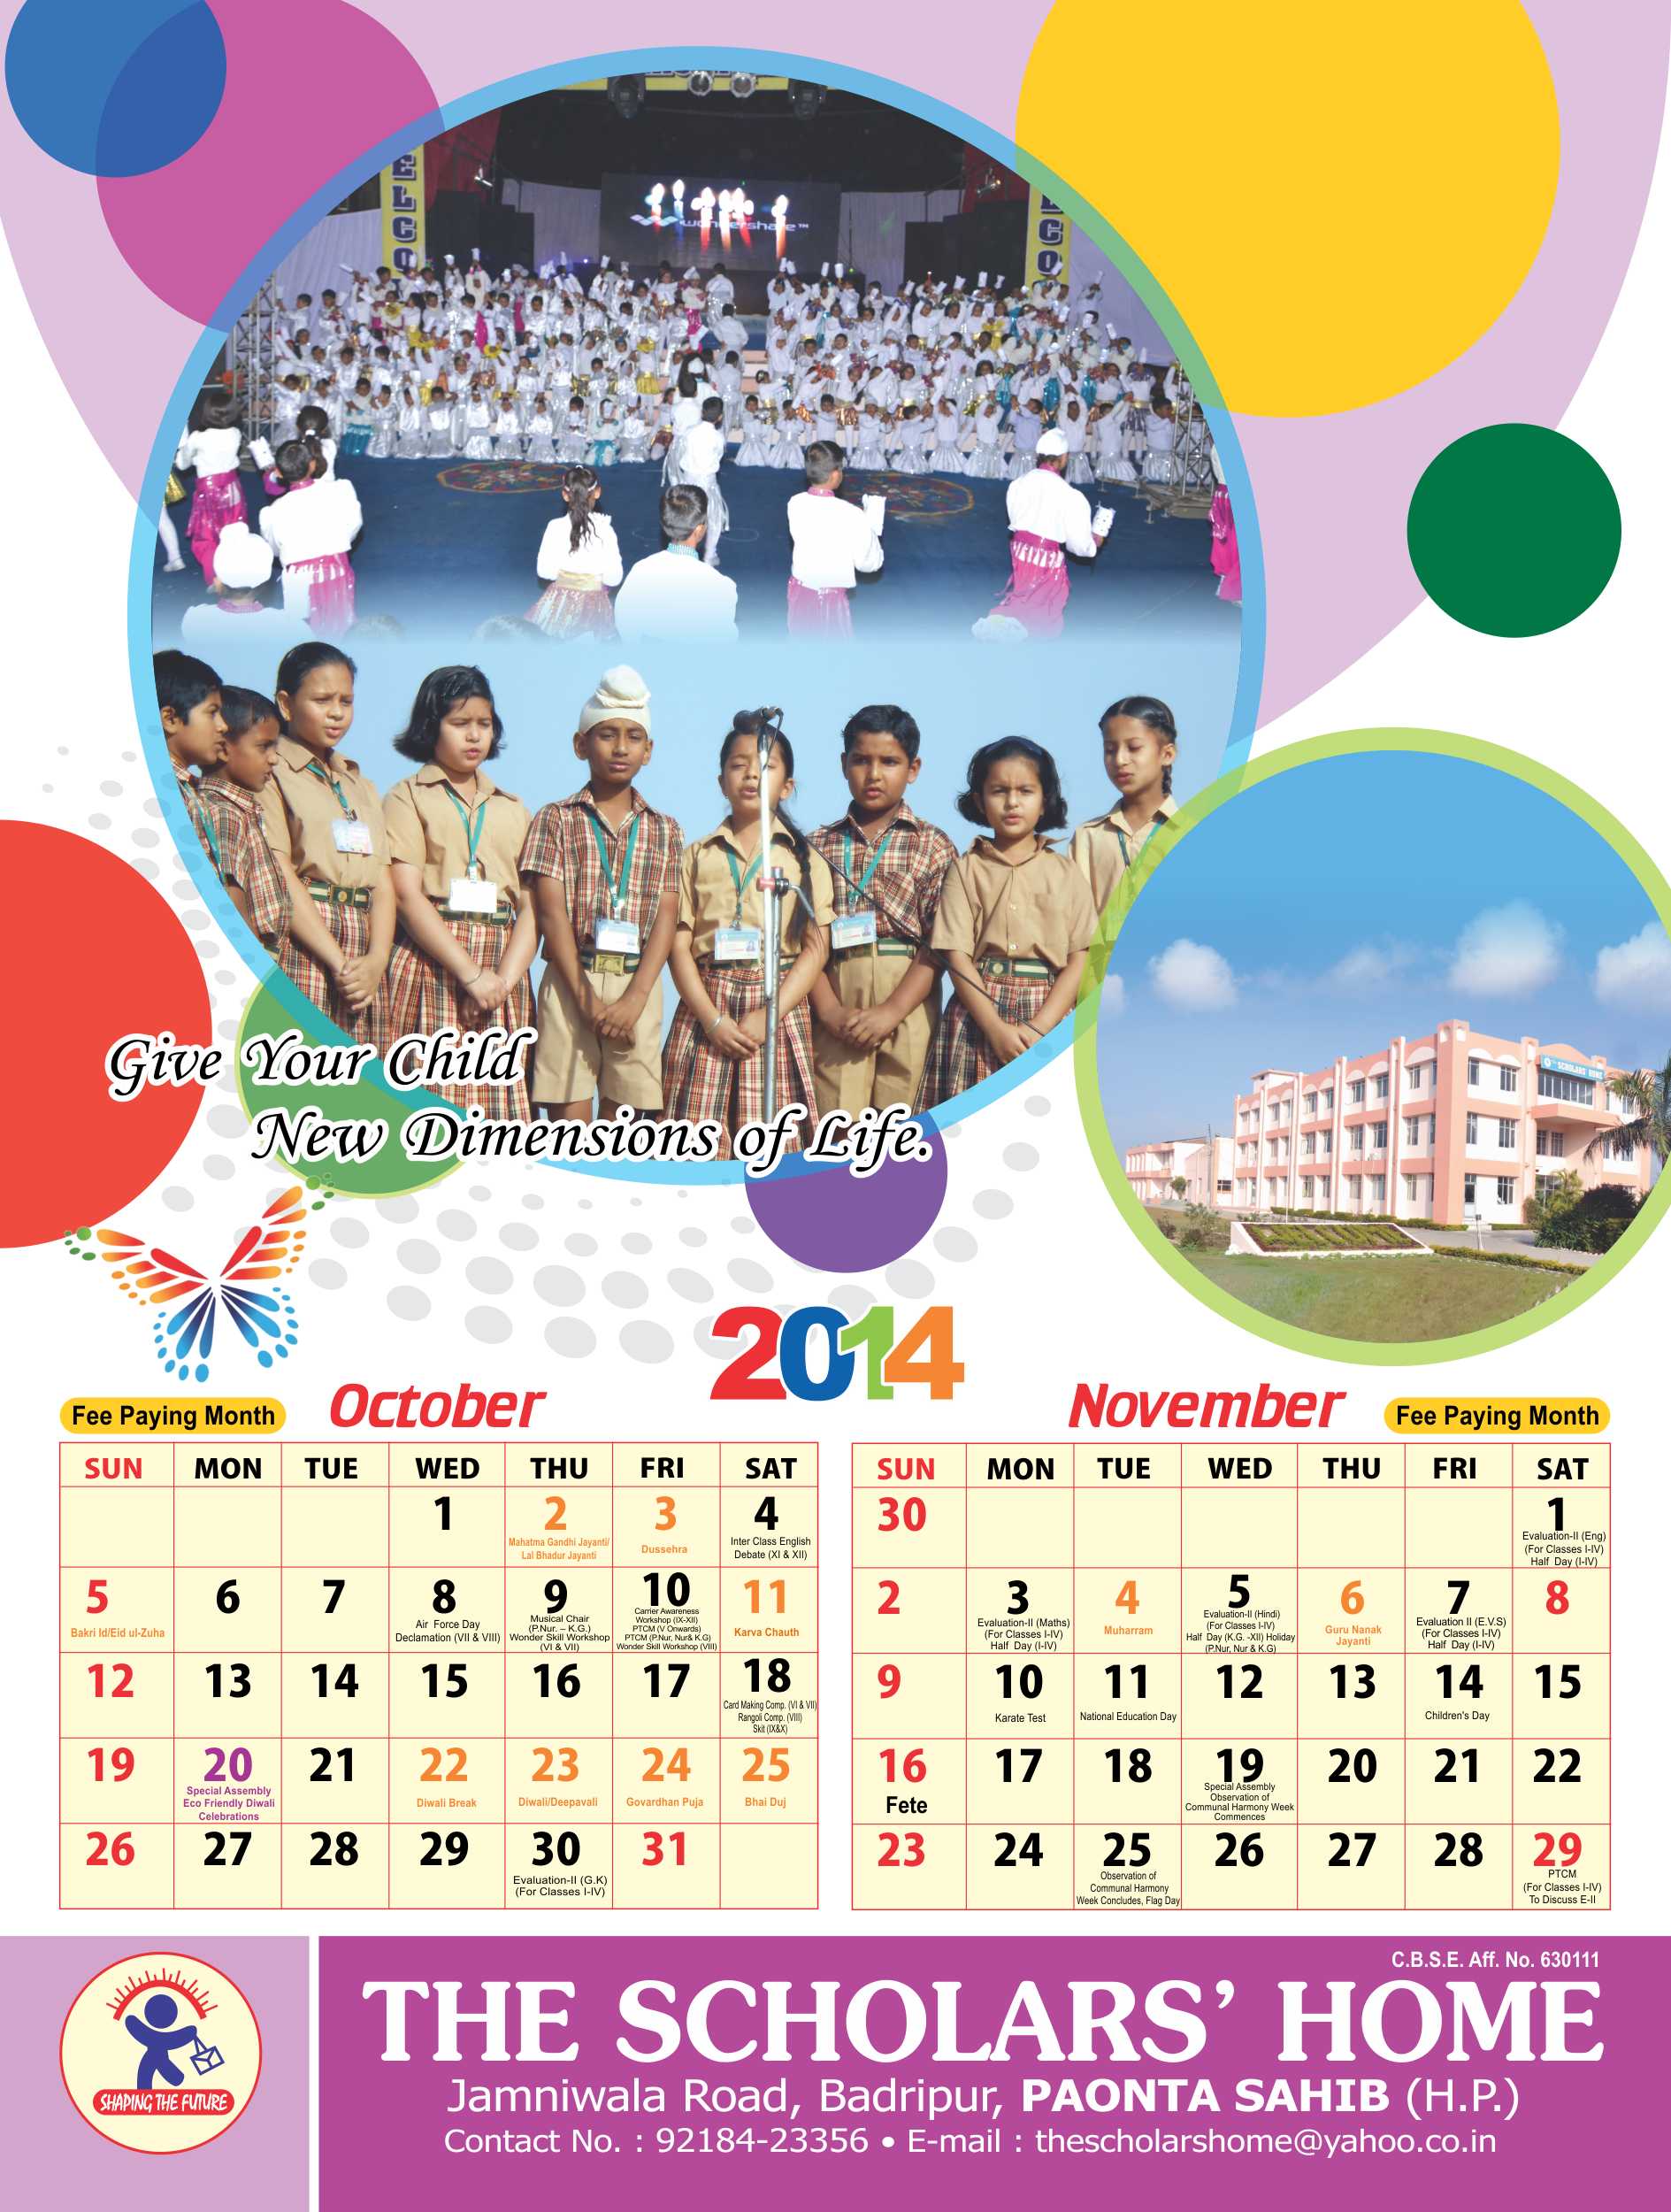 ELCO
wondershare™
LCO
SCHOLARS' HOME
Give Your Child
New Dimensions of Life.
2014
Fee Paying Month
October
SUN MON TUE WED THU FRI SAT
1 2 3 4
Mahatma Gandhi Jayanti/
Lal Bhadur Jayanti
Dussehra
Inter Class English
Debate (XI & XII)
5 6 7 8 9 10 11
Bakri Id/Eid ul-Zuha
Air Force Day
Declamation (VII & VIII)
Musical Chair
(P.Nur. – K.G.)
Wonder Skill Workshop
(VI & VII)
Carrier Awareness
Workshop (IX-XII)
PTCM (V Onwards)
PTCM (P.Nur, Nur& K.G)
Wonder Skill Workshop (VIII)
Karva Chauth
12 13 14 15 16 17 18
Card Making Comp. (VI & VII)
Rangoli Comp. (VIII)
Skit (IX&X)
19 20 21 22 23 24 25
Special Assembly
Eco Friendly Diwali
Celebrations
Diwali Break
Diwali/Deepavali
Govardhan Puja
Bhai Duj
26 27 28 29 30 31
Evaluation-II (G.K)
(For Classes I-IV)
November
Fee Paying Month
SUN MON TUE WED THU FRI SAT
30 1
Evaluation-II (Eng)
(For Classes I-IV)
Half Day (I-IV)
2 3 4 5 6 7 8
Evaluation-II (Maths)
(For Classes I-IV)
Half Day (I-IV)
Muharram
Evaluation-II (Hindi)
(For Classes I-IV)
Half Day (K.G. -XII) Holiday
(P.Nur, Nur & K.G)
Guru Nanak
Jayanti
Evaluation II (E.V.S)
(For Classes I-IV)
Half Day (I-IV)
9 10 11 12 13 14 15
Karate Test
National Education Day
Children's Day
16 17 18 19 20 21 22
Fete
Special Assembly
Observation of
Communal Harmony Week
Commences
23 24 25 26 27 28 29
Observation of
Communal Harmony
Week Concludes, Flag Day
PTCM
(For Classes I-IV)
To Discuss E-II
SHAPING THE FUTURE
C.B.S.E. Aff. No. 630111
THE SCHOLARS' HOME
Jamniwala Road, Badripur, PAONTA SAHIB (H.P.)
Contact No. : 92184-23356 • E-mail : thescholarshome@yahoo.co.in